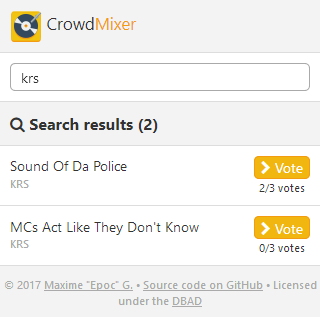 CrowdMixer
krs
Search results (2)
Sound Of Da Police
KRS
Vote
2/3 votes
MCs Act Like They Don't Know
KRS
Vote
0/3 votes
© 2017 Maxime "Epoc" G. • Source code on GitHub • Licensed
under the DBAD